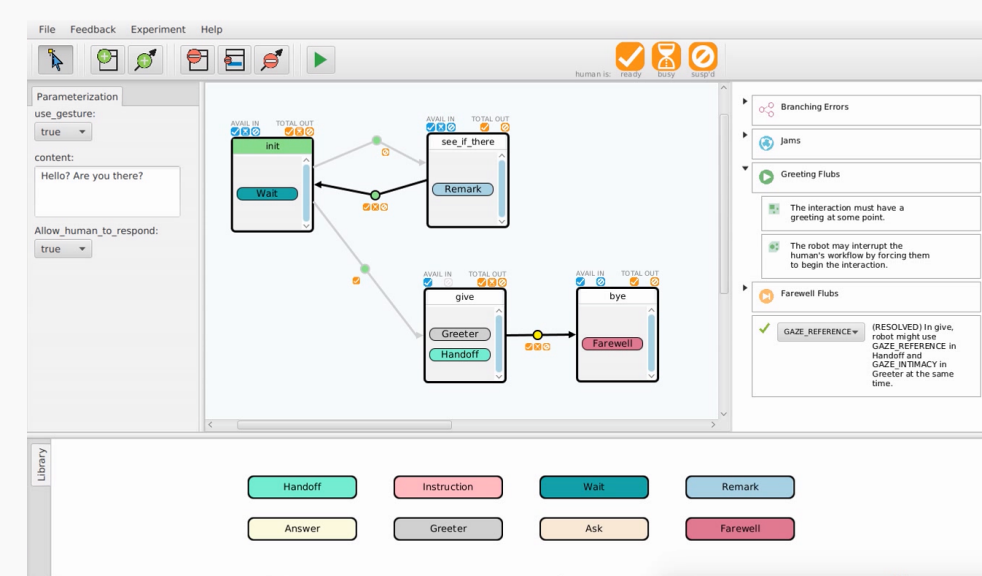 File Feedback Experiment Help
human is: ready busy susp'd
Parameterization
use_gesture:
true
content:
Hello? Are you there?
Allow_human_to_respond:
true
AVAIL IN TOTAL OUT
init
Wait
AVAIL IN TOTAL OUT
see_if_there
Remark
AVAIL IN TOTAL OUT
give
Greeter
Handoff
AVAIL IN TOTAL OUT
bye
Farewell
Branching Errors
Jams
Greeting Flubs
The interaction must have a
greeting at some point.
The robot may interrupt the
human's workflow by forcing them
to begin the interaction.
Farewell Flubs
GAZE_REFERENCE
(RESOLVED) In give,
robot might use
GAZE_REFERENCE in
Handoff and
GAZE_INTIMACY in
Greeter at the same
time.
Library
Handoff Instruction Wait Remark
Answer Greeter Ask Farewell